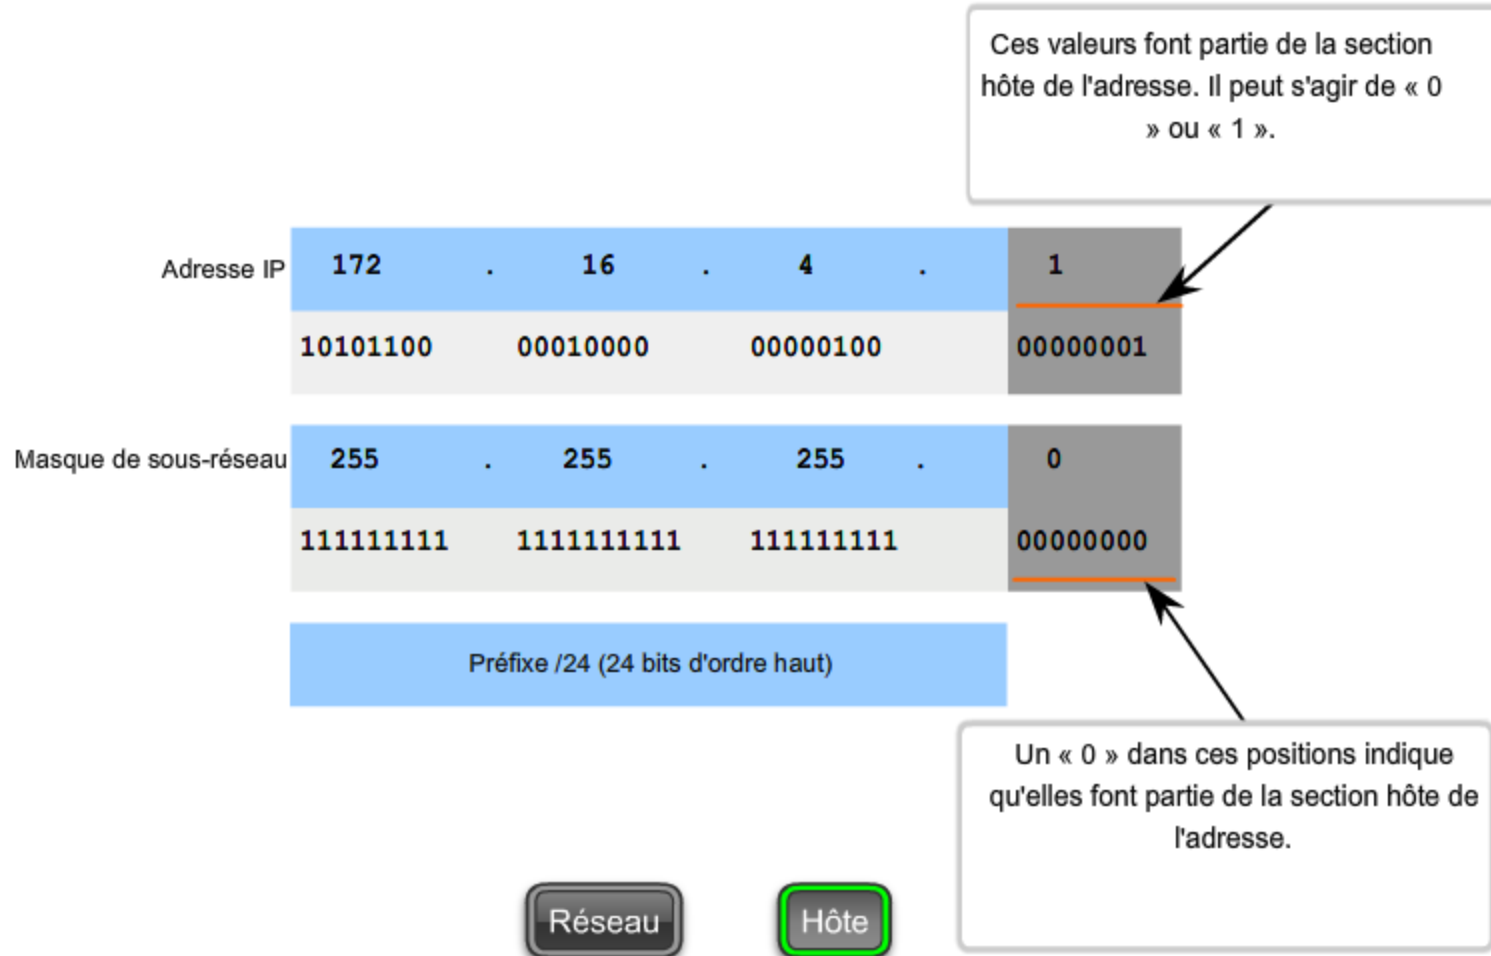 Ces valeurs font partie de la section
hôte de l'adresse. Il peut s'agir de « 0
» ou « 1 ».
Adresse IP 172 . 16 . 4 . 1
10101100 00010000 00000100 00000001
Masque de sous-réseau 255 . 255 . 255 . 0
111111111 1111111111 111111111 00000000
Préfixe /24 (24 bits d'ordre haut)
Un « 0 » dans ces positions indique
qu'elles font partie de la section hôte de
l'adresse.
Réseau Hôte